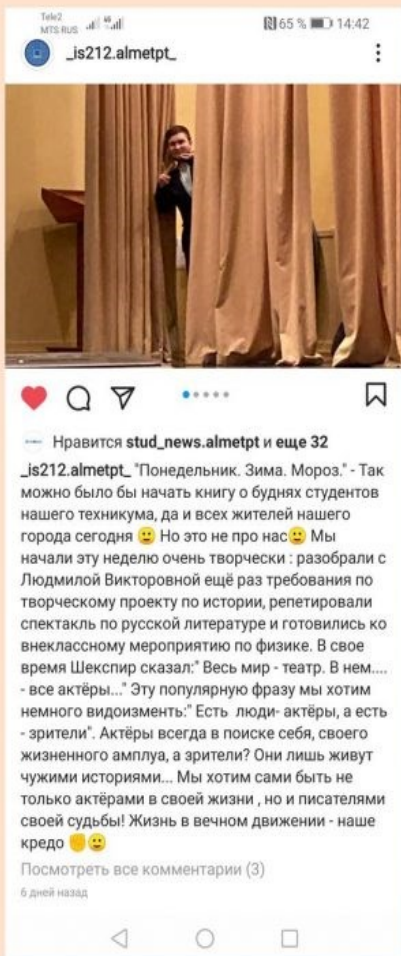 Tele2
MTS RUS
65 % 14:42
_is212.almetpt_
Нравится stud_news.almetpt и еще 32
_is212.almetpt_ "Понедельник. Зима. Мороз." - Так
можно было бы начать книгу о буднях студентов
нашего техникума, да и всех жителей нашего
города сегодня 🙂 Но это не про нас🙂 Мы
начали эту неделю очень творчески : разобрали с
Людмилой Викторовной ещё раз требования по
творческому проекту по истории, репетировали
спектакль по русской литературе и готовились ко
внеклассному мероприятию по физике. В свое
время Шекспир сказал:" Весь мир - театр. В нем....
- все актёры..." Эту популярную фразу мы хотим
немного видоизменть:" Есть люди- актёры, а есть
- зрители". Актёры всегда в поиске себя, своего
жизненного амплуа, а зрители? Они лишь живут
чужими историями... Мы хотим сами быть не
только актёрами в своей жизни , но и писателями
своей судьбы! Жизнь в вечном движении - наше
кредо ✊🙂
Посмотреть все комментарии (3)
6 дней назад